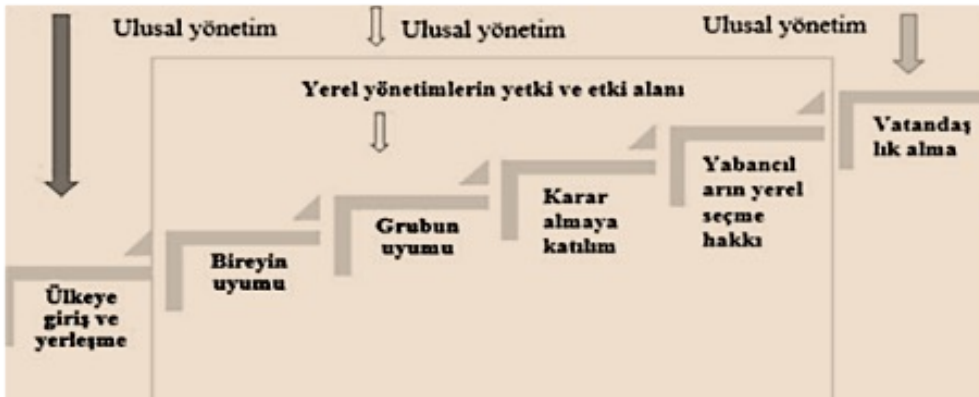 Ulusal yönetim
Ulusal yönetim
Ulusal yönetim
Yerel yönetimlerin yetki ve etki alanı
Ülkeye
giriş ve
yerleşme
Bireyin
uyumu
Grubun
uyumu
Karar
almaya
katılım
Yabancıl
arın yerel
seçme
hakkı
Vatandaş
lık alma